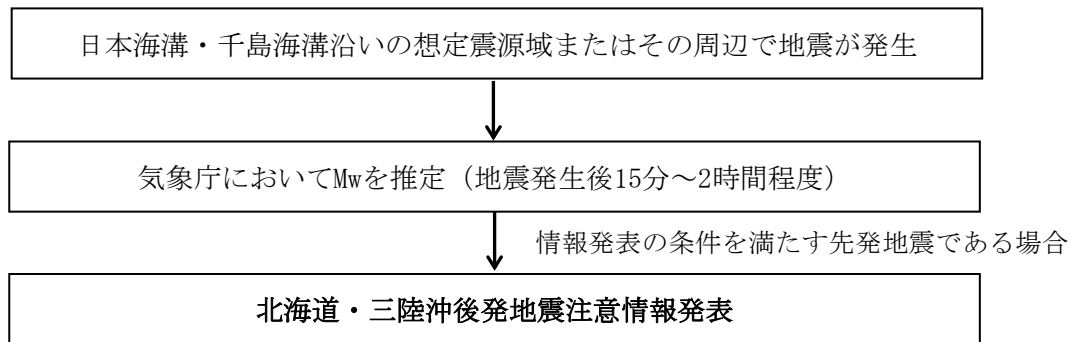 日本海溝・千島海溝沿いの想定震源域またはその周辺で地震が発生
気象庁においてMwを推定（地震発生後15分～2時間程度）
情報発表の条件を満たす先発地震である場合
北海道・三陸沖後発地震注意情報発表